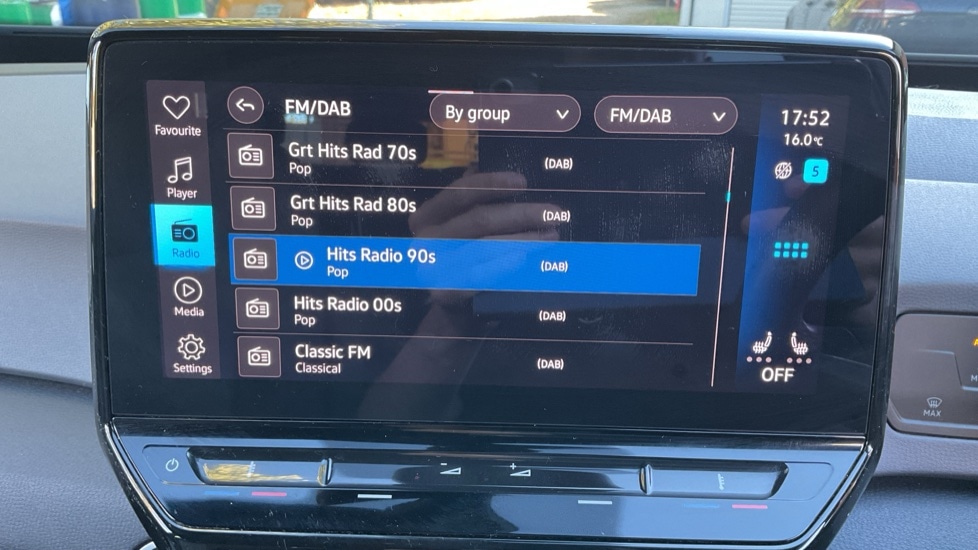 Favourite
Player
Radio
Media
Settings
FM/DAB
By group
FM/DAB
Grt Hits Rad 70s
Pop
(DAB)
Grt Hits Rad 80s
Pop
(DAB)
Hits Radio 90s
Pop
(DAB)
Hits Radio 00s
Pop
(DAB)
Classic FM
Classical
(DAB)
17:52
16.0°C
5
OFF
MAX